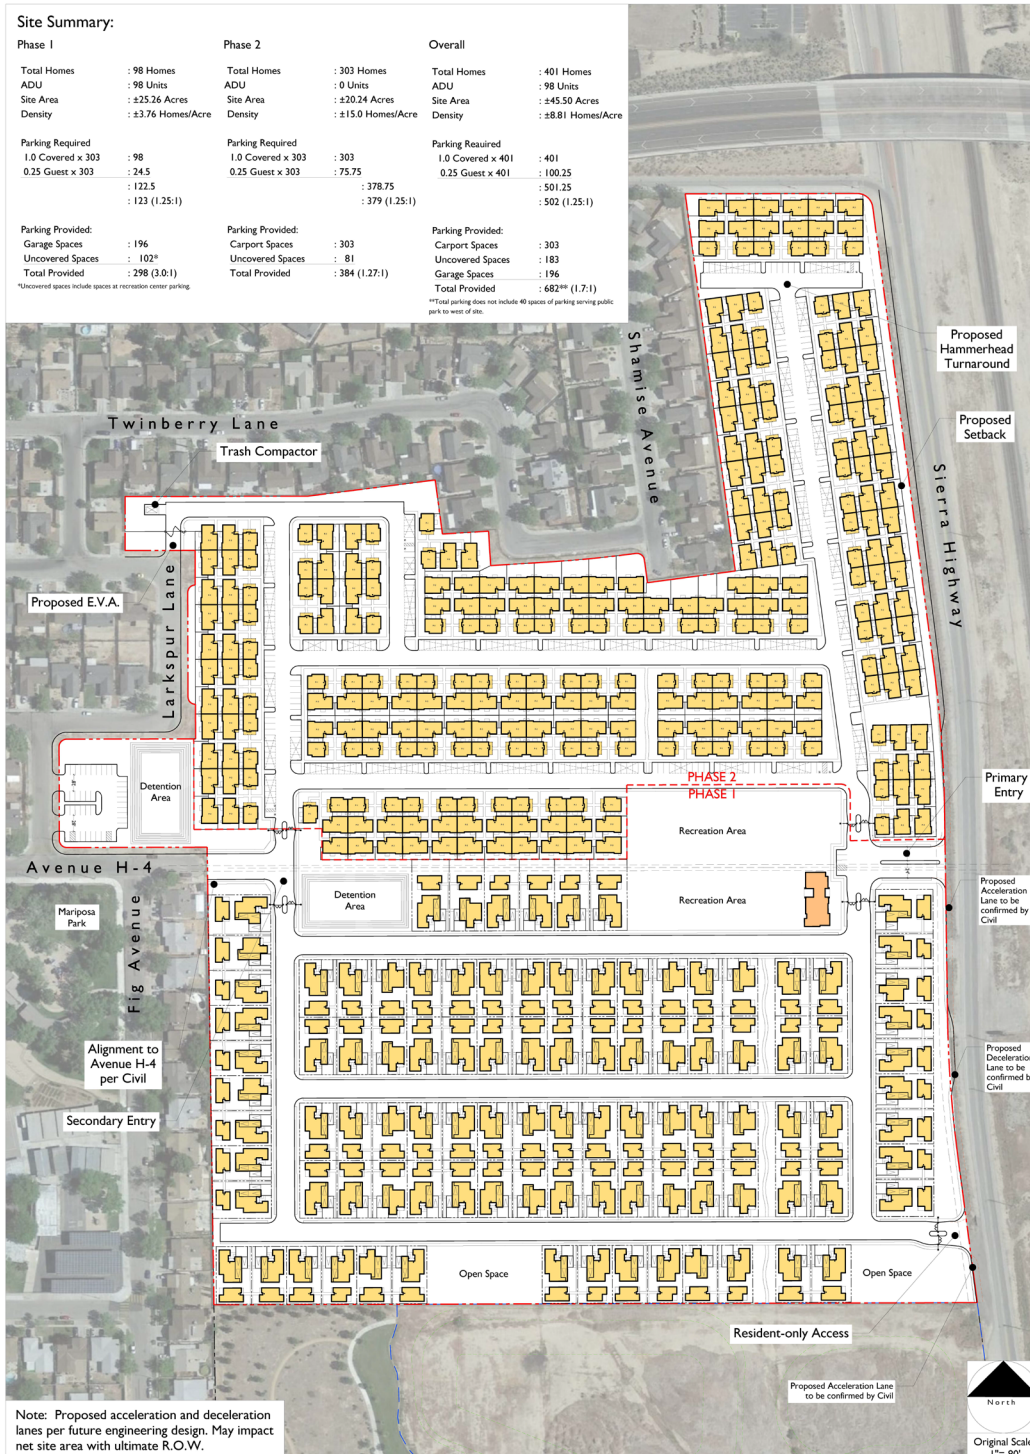 Site Summary:
Phase 1
Total Homes : 98 Homes
ADU : 98 Units
Site Area : ±25.26 Acres
Density : ±3.76 Homes/Acre
Parking Required
1.0 Covered x 303 : 98
0.25 Guest x 303 : 24.5
: 122.5
: 123 (1.25:1)
Parking Provided:
Garage Spaces : 196
Uncovered Spaces : 102*
Total Provided : 298 (3.0:1)
*Uncovered spaces include spaces at recreation center parking.
Phase 2
Total Homes : 303 Homes
ADU : 0 Units
Site Area : ±20.24 Acres
Density : ±15.0 Homes/Acre
Parking Required
1.0 Covered x 303 : 303
0.25 Guest x 303 : 75.75
: 378.75
: 379 (1.25:1)
Parking Provided:
Carport Spaces : 303
Uncovered Spaces : 81
Total Provided : 384 (1.27:1)
Overall
Total Homes : 401 Homes
ADU : 98 Units
Site Area : ±45.50 Acres
Density : ±8.81 Homes/Acre
Parking Reauired
1.0 Covered x 401 : 401
0.25 Guest x 401 : 100.25
: 501.25
: 502 (1.25:1)
Parking Provided:
Carport Spaces : 303
Uncovered Spaces : 183
Garage Spaces : 196
Total Provided : 682** (1.7:1)
**Total parking does not include 40 spaces of parking serving public
park to west of site.
Proposed
Hammerhead
Turnaround
Shamise Avenue
Twinberry Lane
Trash Compactor
Proposed
Setback
Sierra Highway
Proposed E.V.A.
Larkspur Lane
Detention
Area
PHASE 2
PHASE 1
Primary
Entry
Recreation Area
Avenue H-4
Detention
Area
Recreation Area
Proposed
Acceleration
Lane to be
confirmed by
Civil
Mariposa
Park
Fig Avenue
Alignment to
Avenue H-4
per Civil
Proposed
Deceleration
Lane to be
confirmed b
Civil
Secondary Entry
Open Space
Open Space
Resident-only Access
Proposed Acceleration Lane
to be confirmed by Civil
North
Original Scale
1"= 80'
Note: Proposed acceleration and deceleration
lanes per future engineering design. May impact
net site area with ultimate R.O.W.